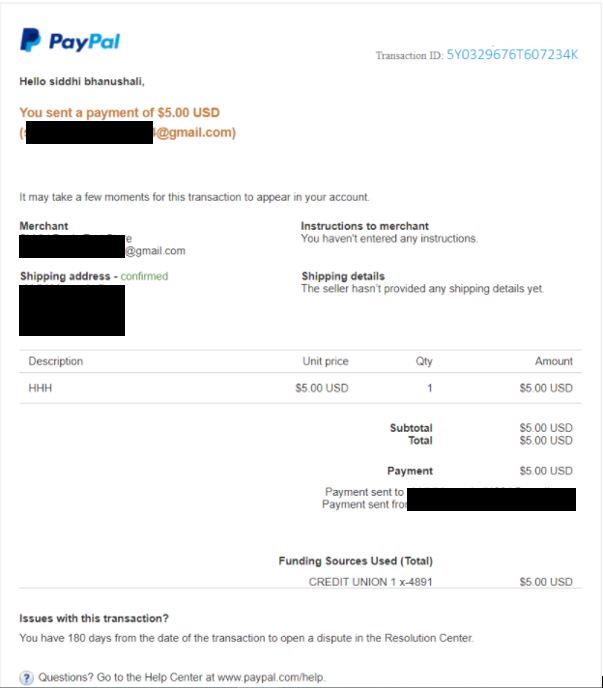 PayPal
Transaction ID: 5Y0329676T607234K
Hello siddhi bhanushali,
You sent a payment of $5.00 USD
(@gmail.com)
It may take a few moments for this transaction to appear in your account.
Merchant
Instructions to merchant
You haven't entered any instructions.
@gmail.com
Shipping address - confirmed
Shipping details
The seller hasn't provided any shipping details yet.
Description Unit price Qty Amount
HHH $5.00 USD 1 $5.00 USD
Subtotal $5.00 USD
Total $5.00 USD
Payment $5.00 USD
Payment sent to
Payment sent from
Funding Sources Used (Total)
CREDIT UNION 1 x-4891 $5.00 USD
Issues with this transaction?
You have 180 days from the date of the transaction to open a dispute in the Resolution Center.
? Questions? Go to the Help Center at www.paypal.com/help.